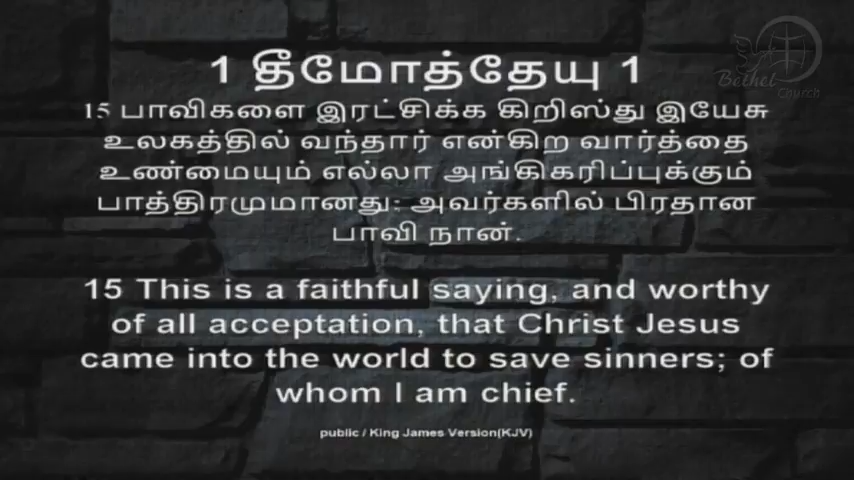 1 தீமோத்தேயு 1
Bethel
Church
15 பாவிகளை இரட்சிக்க கிறிஸ்து இயேசு
உலகத்தில் வந்தார் என்கிற வார்த்தை
உண்மையும் எல்லா அங்கிகரிப்புக்கும்
பாத்திரமுமானது; அவர்களில் பிரதான
பாவி நான்.
15 This is a faithful saying, and worthy
of all acceptation, that Christ Jesus
came into the world to save sinners; of
whom I am chief.
public / King James Version(KJV)